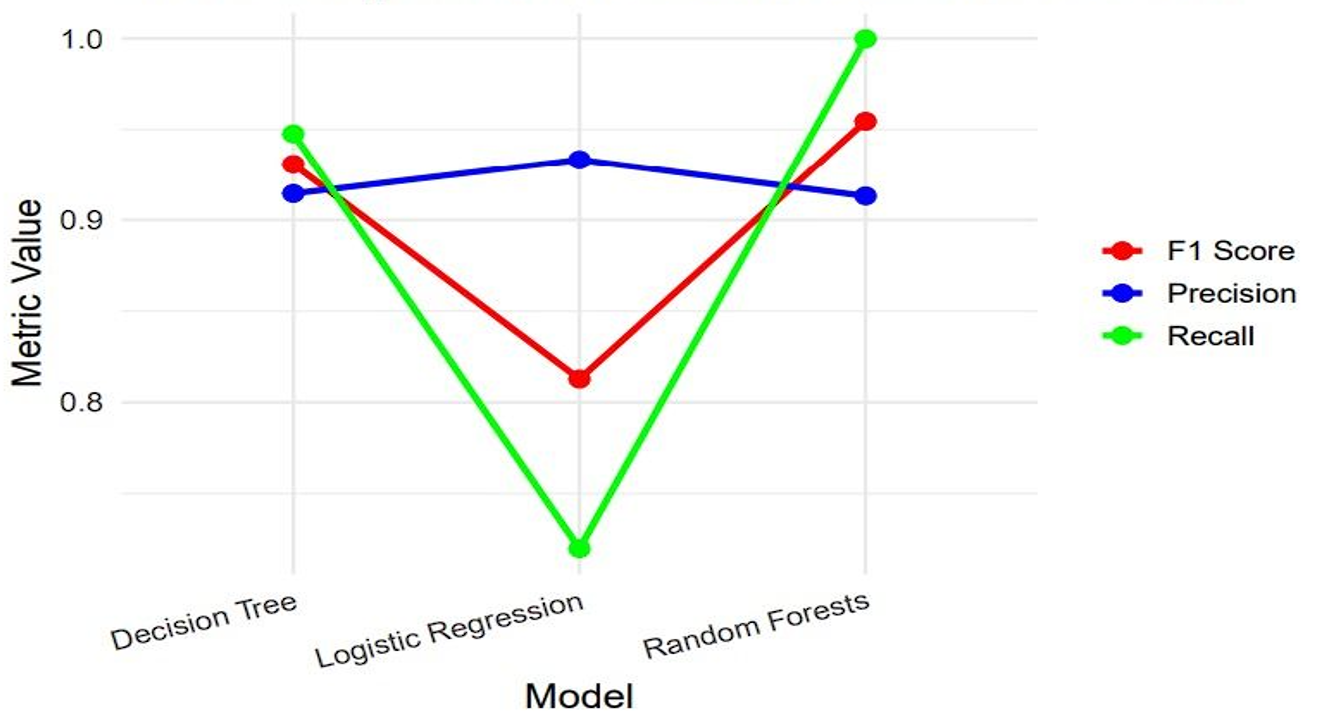 1.0
0.9
0.8
Metric Value
Decision Tree
Logistic Regression
Random Forests
Model
F1 Score
Precision
Recall